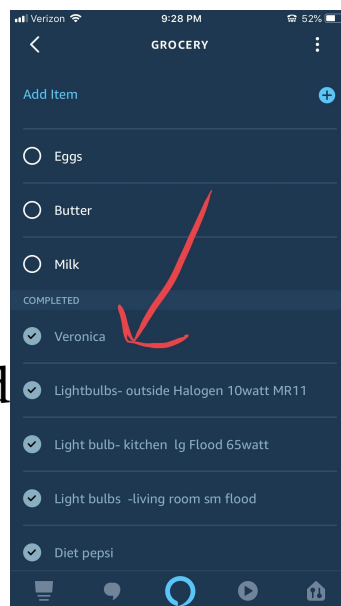 Verizon 9:28 PM 52%
GROCERY
Add Item
Eggs
Butter
Milk
COMPLETED
Veronica
Lightbulbs- outside Halogen 10watt MR11
d
Light bulb- kitchen lg Flood 65watt
Light bulbs -living room sm flood
Diet pepsi